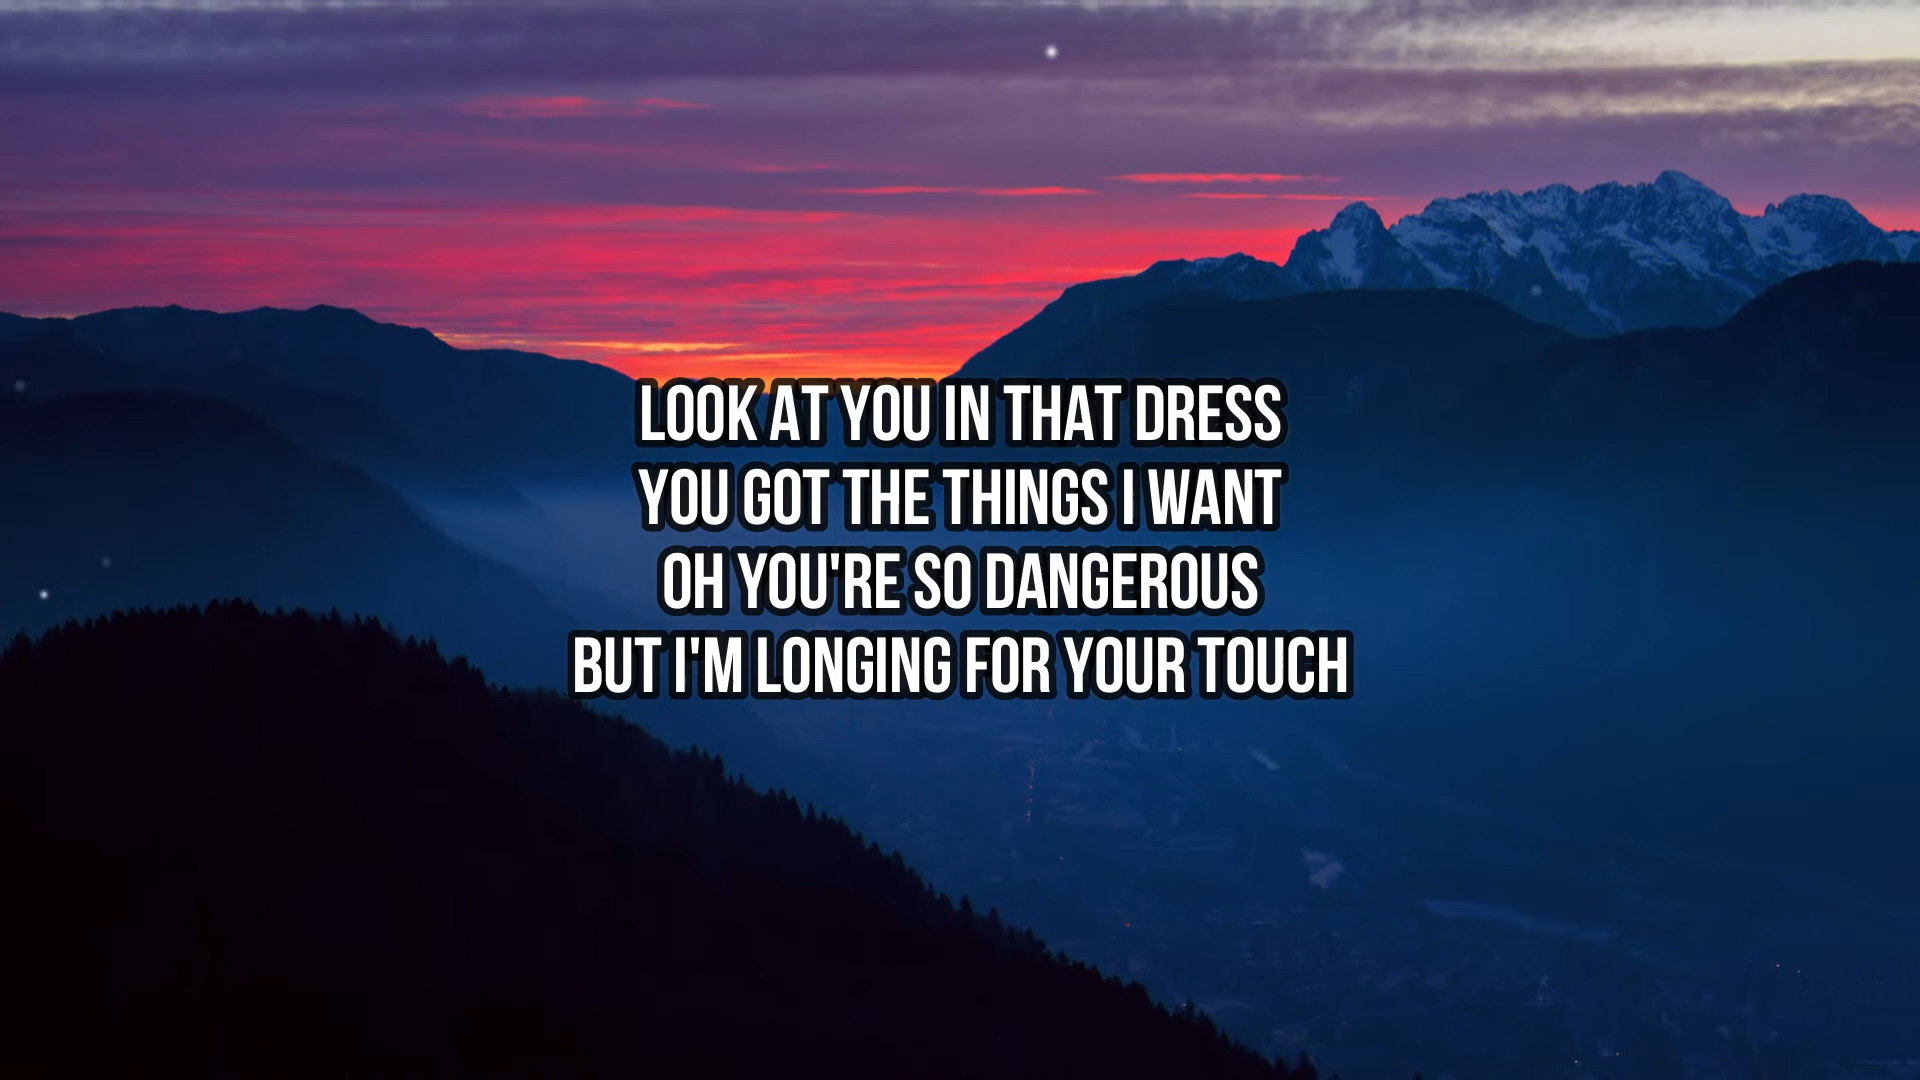 LOOK AT YOU IN THAT DRESS
YOU GOT THE THINGS I WANT
OH YOU'RE SO DANGEROUS
BUT I'M LONGING FOR YOUR TOUCH